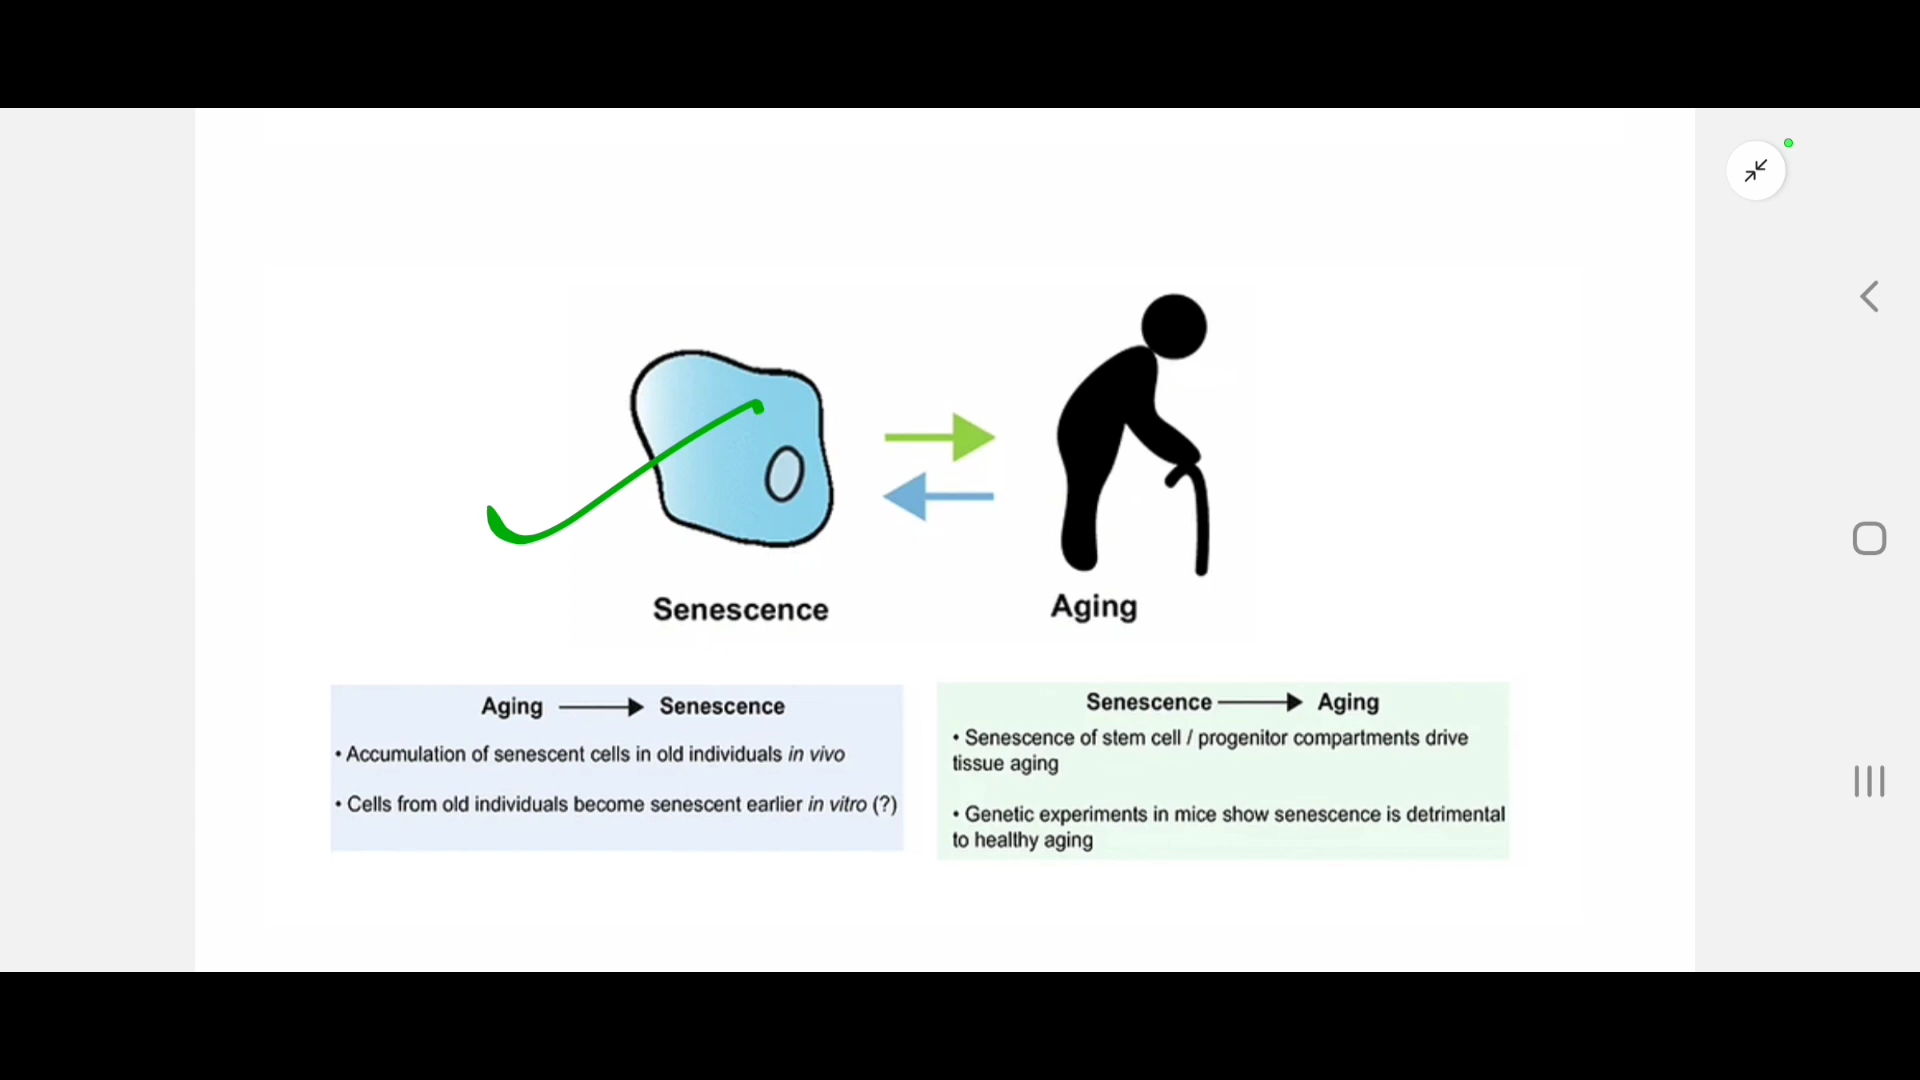 Senescence
Aging
Aging → Senescence
• Accumulation of senescent cells in old individuals in vivo
• Cells from old individuals become senescent earlier in vitro (?)
Senescence → Aging
• Senescence of stem cell / progenitor compartments drive
tissue aging
• Genetic experiments in mice show senescence is detrimental
to healthy aging